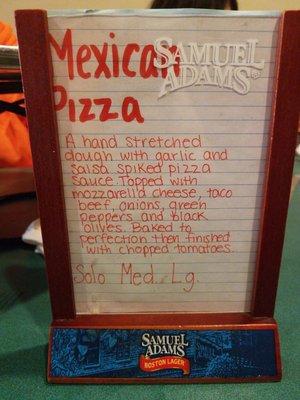 Mexican
SAMUEL
ADAMS
Pizza
A hand stretched
dough with garlic and
salsa spiked pizza
sauce. Topped with
mozzarella cheese, taco
beef, onions, green
peppers and black
olives. Baked to
perfection then finished
with chopped tomatoes.
Solo Med. Lg.
SAMUEL
ADAMS
BOSTON LAGER